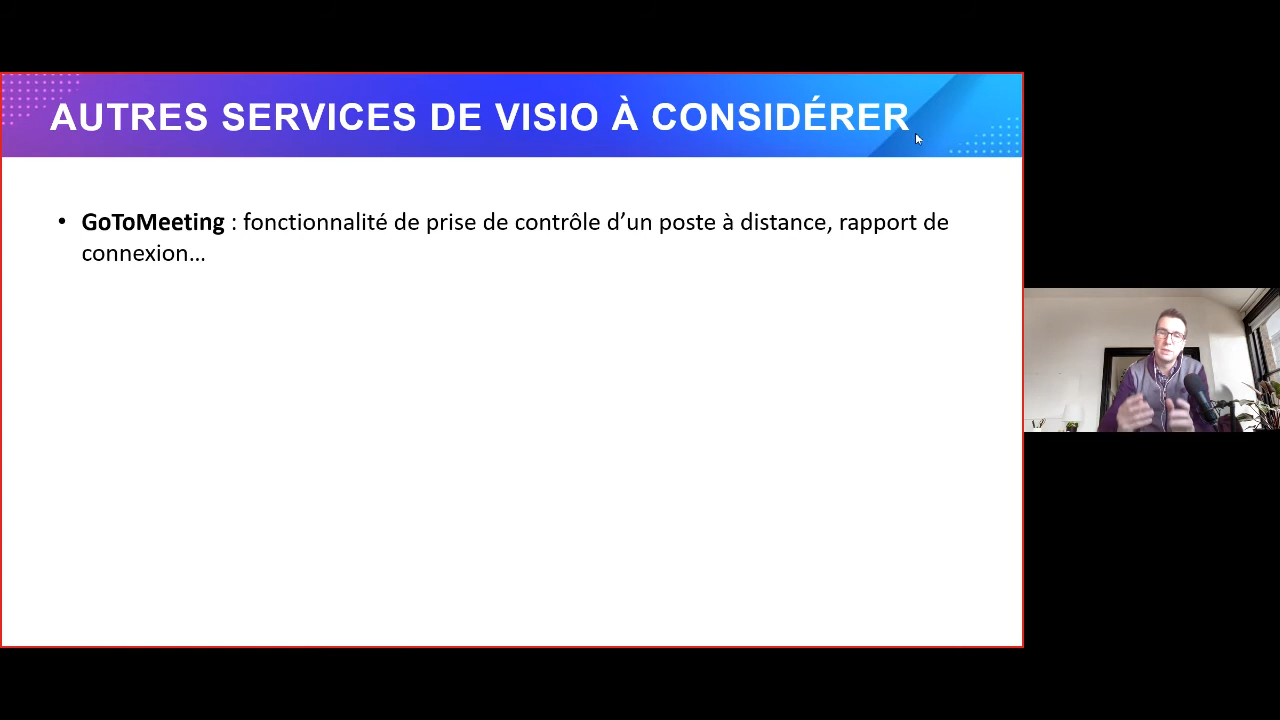 AUTRES SERVICES DE VISIO À CONSIDÉRER
• GoToMeeting : fonctionnalité de prise de contrôle d’un poste à distance, rapport de
connexion…